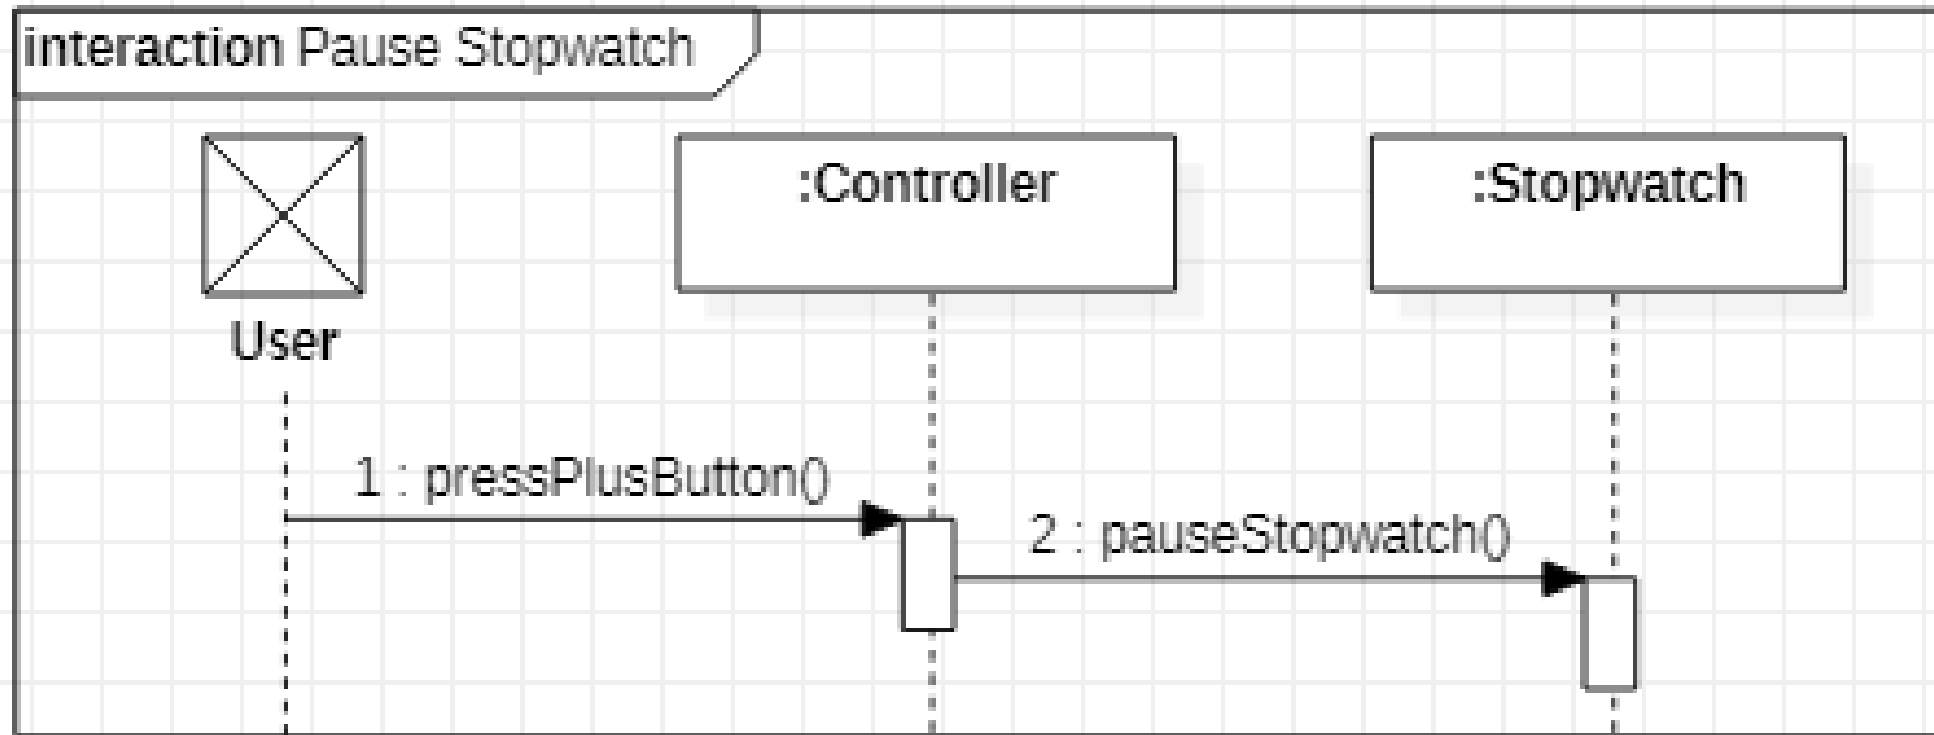 interaction Pause Stopwatch
:Controller
:Stopwatch
User
1 : pressPlusButton()
2 : pauseStopwatch()